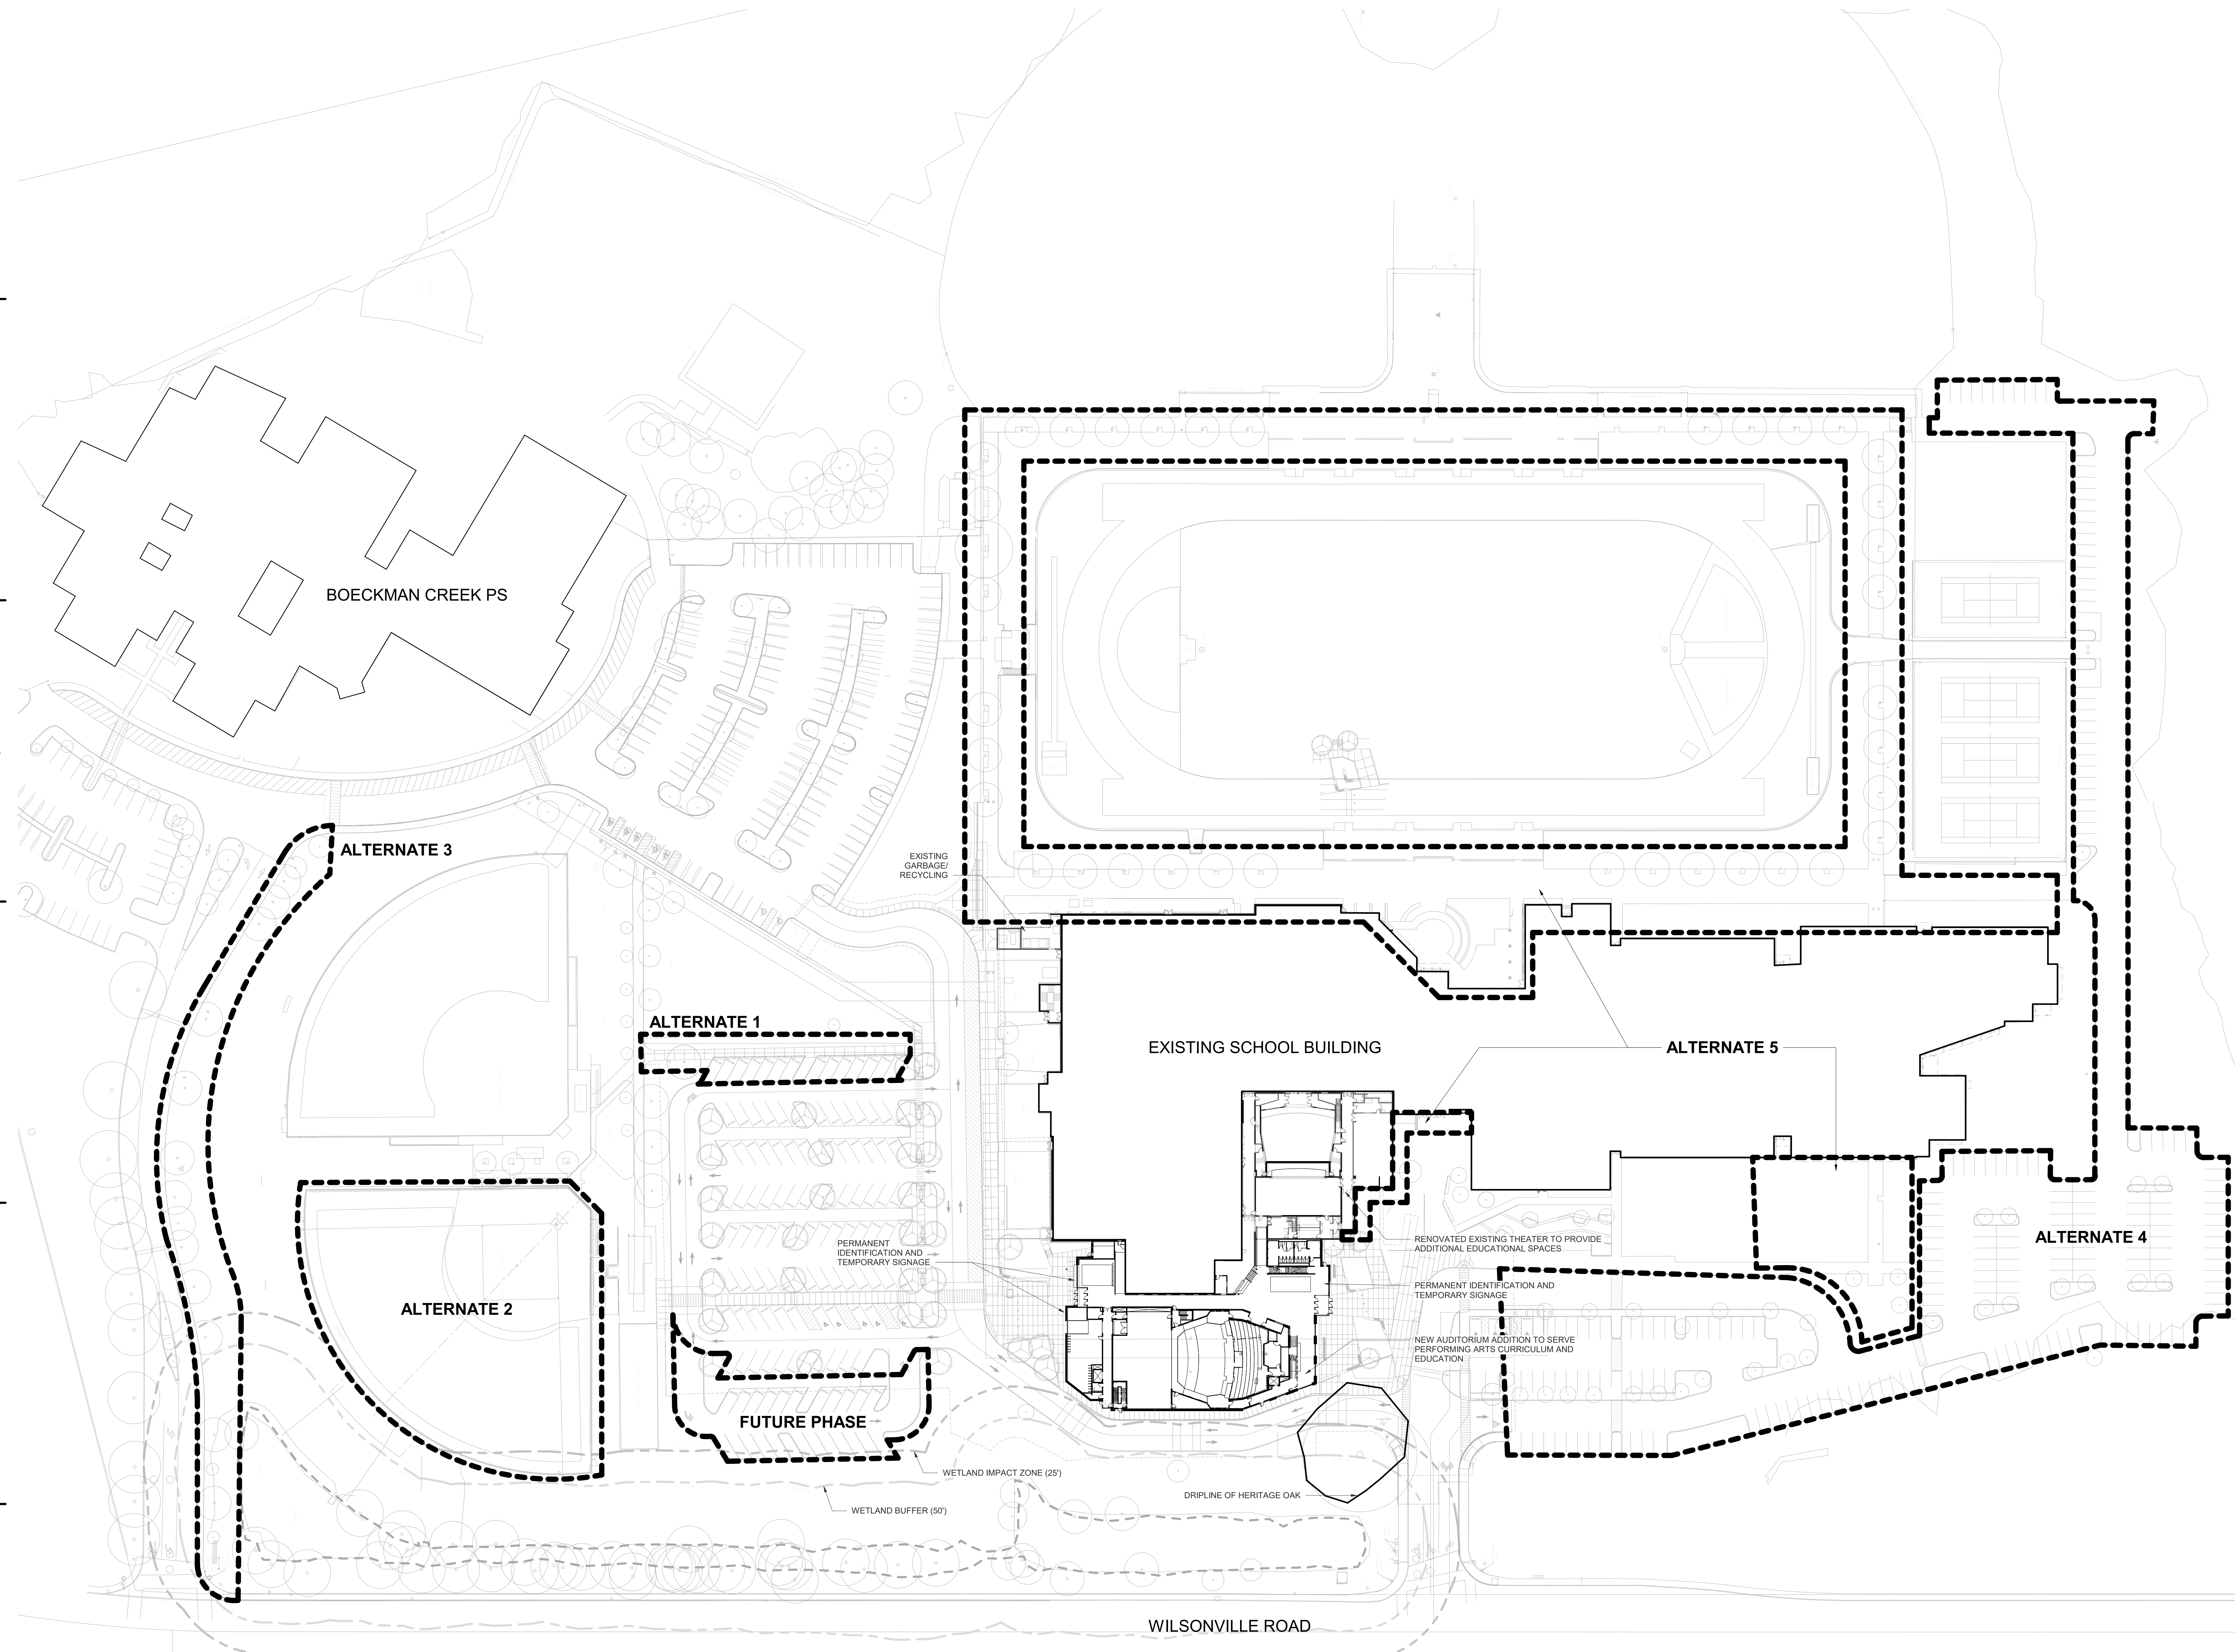 BOECKMAN CREEK PS
ALTERNATE 3
EXISTING
GARBAGE/
RECYCLING
ALTERNATE 1
EXISTING SCHOOL BUILDING
ALTERNATE 5
PERMANENT
IDENTIFICATION AND
TEMPORARY SIGNAGE
RENOVATED EXISTING THEATER TO PROVIDE
ADDITIONAL EDUCATIONAL SPACES
ALTERNATE 4
PERMANENT IDENTIFICATION AND
TEMPORARY SIGNAGE
ALTERNATE 2
NEW AUDITORIUM ADDITION TO SERVE
PERFORMING ARTS CURRICULUM AND
EDUCATION
FUTURE PHASE
WETLAND IMPACT ZONE (25')
WETLAND BUFFER (50')
DRIPLINE OF HERITAGE OAK
WILSONVILLE ROAD